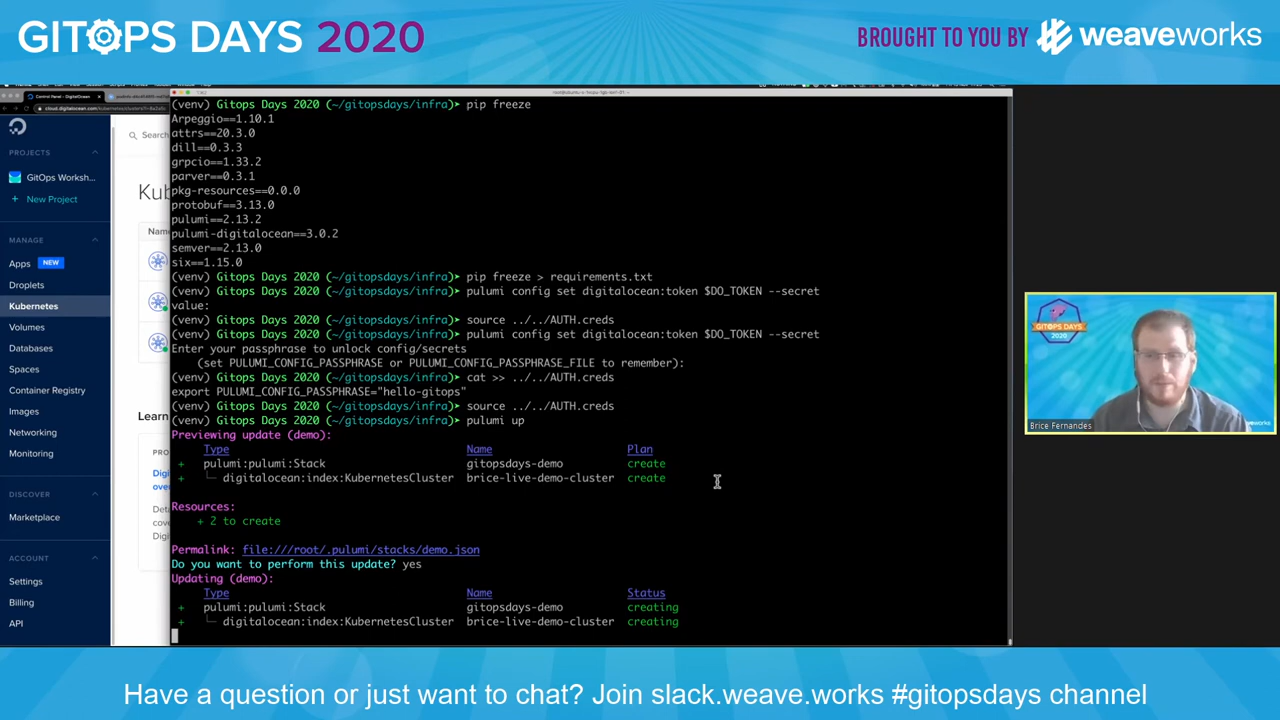 GITOPS DAYS 2020
BROUGHT TO YOU BY weaveworks
Control Panel - DigitalOcean
PROJECTS
GitOps Worksh...
+ New Project
MANAGE
Apps NEW
Droplets
Kubernetes
Volumes
Databases
Spaces
Container Registry
Images
Networking
Monitoring
DISCOVER
Marketplace
ACCOUNT
Settings
Billing
API
Search
Kub
Nam
Learn
PRO
Digi
over
Dete
cove
Digi
(venv) Gitops Days 2020 (~/gitopsdays/infra)➤ pip freeze
Arpeggio==1.10.1
attrs==20.3.0
dill==0.3.3
grpcio==1.33.2
parver==0.3.1
pkg-resources==0.0.0
protobuf==3.13.0
pulumi==2.13.2
pulumi-digitalocean==3.0.2
semver==2.13.0
six==1.15.0
(venv) Gitops Days 2020 (~/gitopsdays/infra)➤ pip freeze > requirements.txt
(venv) Gitops Days 2020 (~/gitopsdays/infra)➤ pulumi config set digitalocean:token $DO_TOKEN --secret
value:
(venv) Gitops Days 2020 (~/gitopsdays/infra)➤ source ../../AUTH.creds
(venv) Gitops Days 2020 (~/gitopsdays/infra)➤ pulumi config set digitalocean:token $DO_TOKEN --secret
Enter your passphrase to unlock config/secrets
(set PULUMI_CONFIG_PASSPHRASE or PULUMI_CONFIG_PASSPHRASE_FILE to remember):
(venv) Gitops Days 2020 (~/gitopsdays/infra)➤ cat >> ../../AUTH.creds
export PULUMI_CONFIG_PASSPHRASE="hello-gitops"
(venv) Gitops Days 2020 (~/gitopsdays/infra)➤ source ../../AUTH.creds
(venv) Gitops Days 2020 (~/gitopsdays/infra)➤ pulumi up
Previewing update (demo):
Type Name Plan
+ pulumi:pulumi:Stack gitopsdays-demo create
+ └─ digitalocean:index:KubernetesCluster brice-live-demo-cluster create
Resources:
+ 2 to create
Permalink: file:///root/.pulumi/stacks/demo.json
Do you want to perform this update? yes
Updating (demo):
Type Name Status
+ pulumi:pulumi:Stack gitopsdays-demo creating
+ └─ digitalocean:index:KubernetesCluster brice-live-demo-cluster creating
GITOPS DAYS
2020
Brice Fernandes
Have a question or just want to chat? Join slack.weave.works #gitopsdays channel